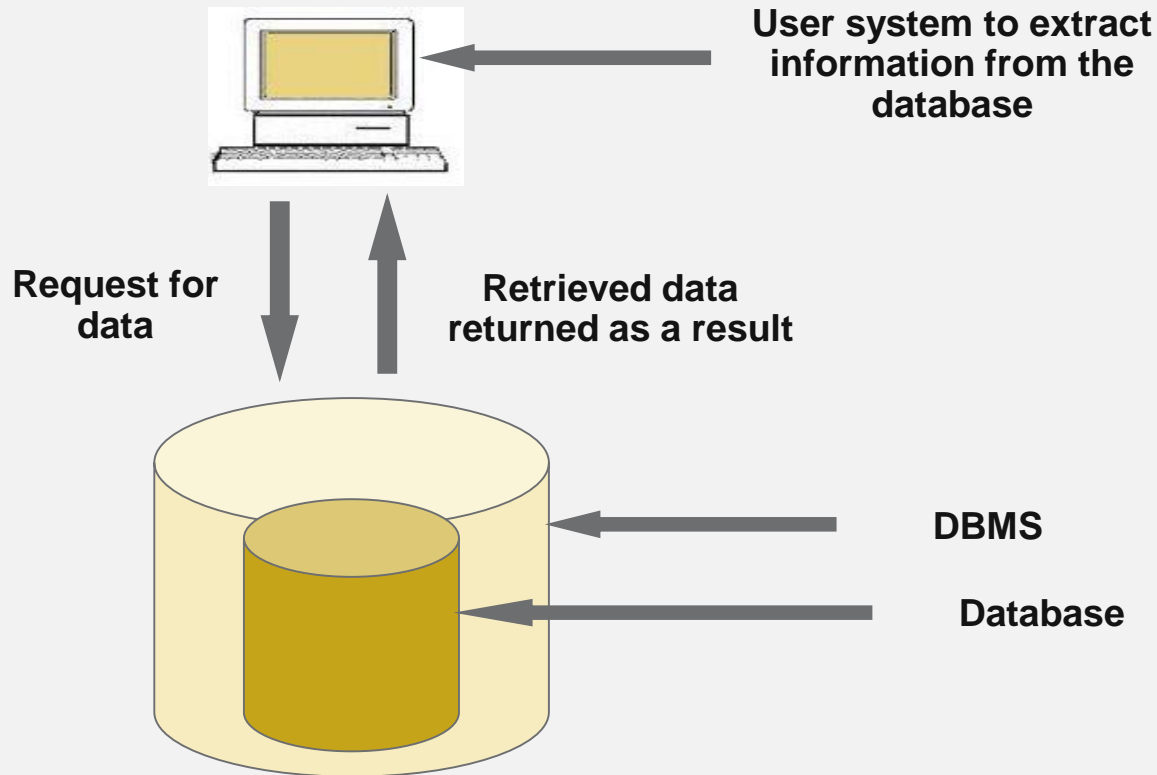 User system to extract
information from the
database
Request for
data
Retrieved data
returned as a result
DBMS
Database